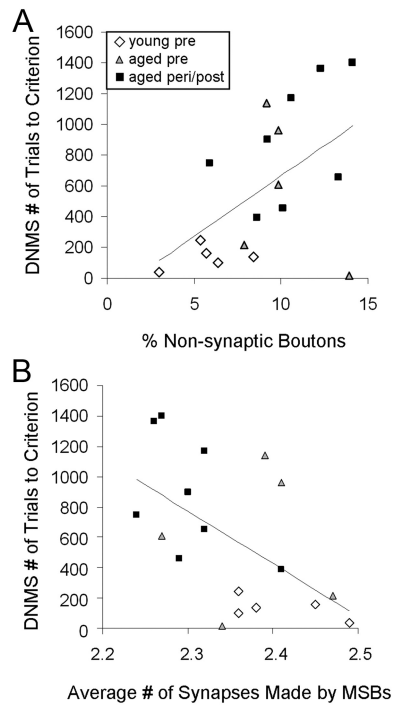 A
DNMS # of Trials to Criterion
1600
1400
1200
1000
800
600
400
200
0
young pre
aged pre
aged peri/post
0 5 10 15
% Non-synaptic Boutons
B
DNMS # of Trials to Criterion
1600
1400
1200
1000
800
600
400
200
0
2.2 2.3 2.4 2.5
Average # of Synapses Made by MSBs